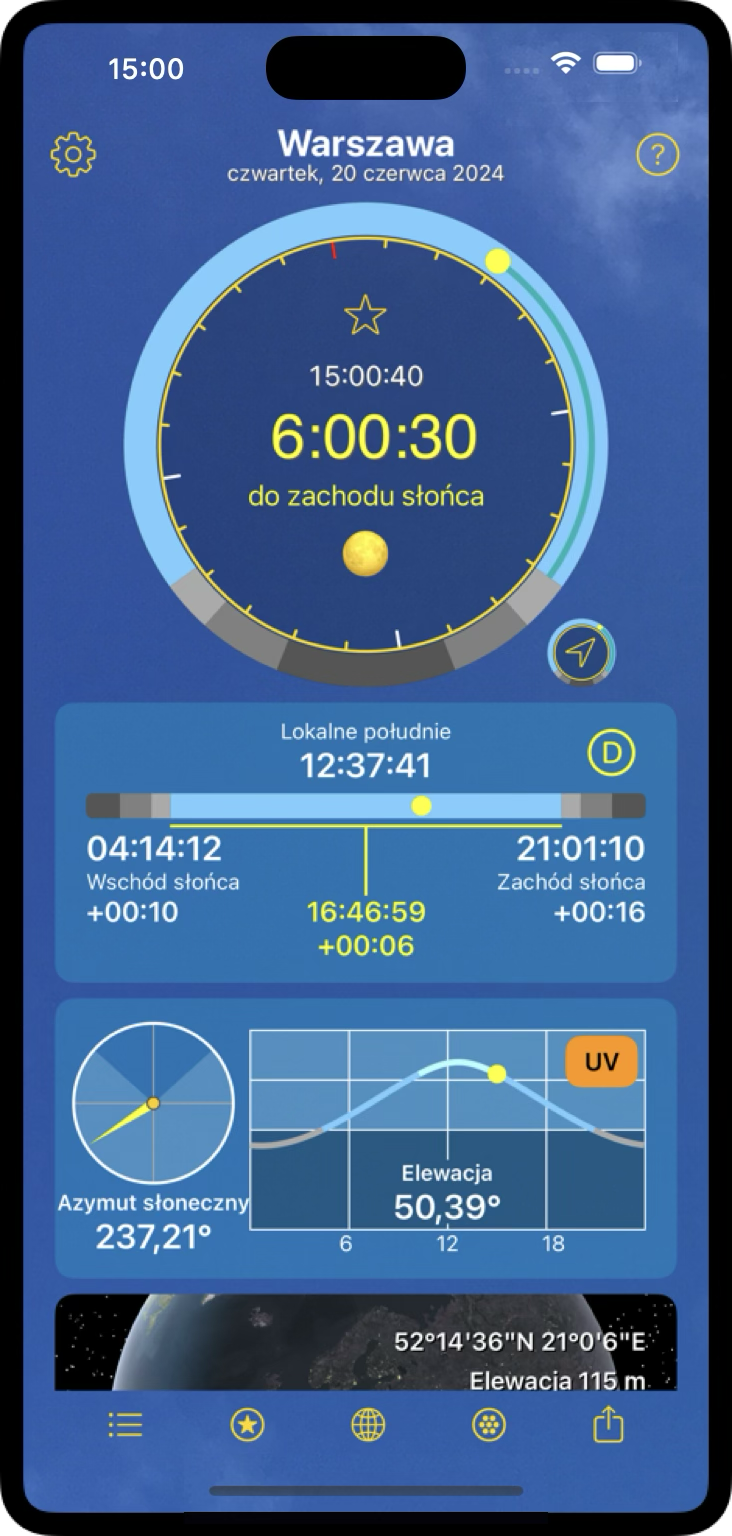 15:00
Warszawa
czwartek, 20 czerwca 2024
?
15:00:40
6:00:30
do zachodu słońca
Lokalne południe
12:37:41
D
04:14:12
21:01:10
Wschód słońca
Zachód słońca
+00:10
16:46:59
+00:16
+00:06
UV
Elewacja
50,39°
Azymut słoneczny
237,21°
6 12 18
52°14'36"N 21°0'6"E
Elewacja 115 m